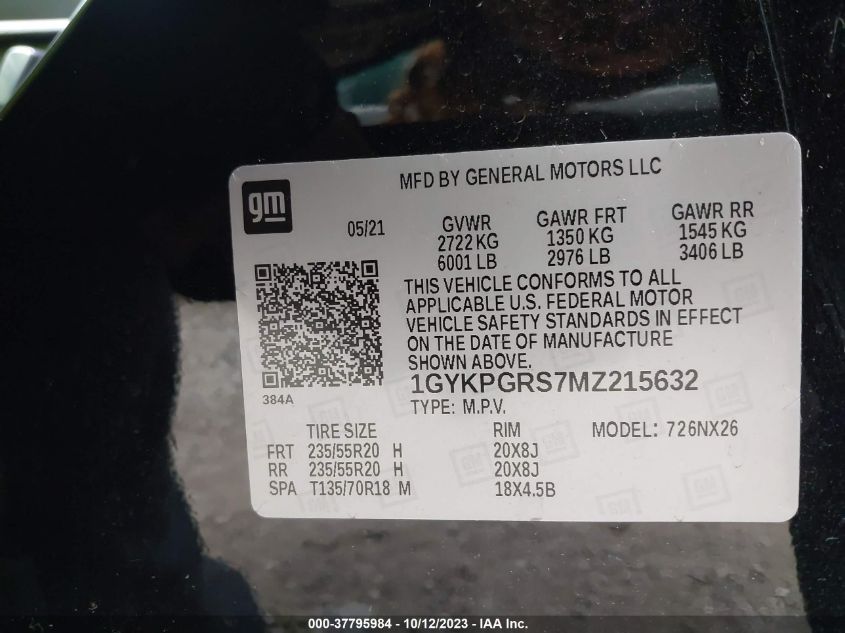 MFD BY GENERAL MOTORS LLC
gm
05/21
GVWR GAWR FRT GAWR RR
2722 KG 1350 KG 1545 KG
6001 LB 2976 LB 3406 LB
THIS VEHICLE CONFORMS TO ALL
APPLICABLE U.S. FEDERAL MOTOR
VEHICLE SAFETY STANDARDS IN EFFECT
ON THE DATE OF MANUFACTURE
SHOWN ABOVE.
384A
1GYKPGRS7MZ215632
TYPE: M.P.V.
TIRE SIZE RIM MODEL: 726NX26
FRT 235/55R20 H 20X8J
RR 235/55R20 H 20X8J
SPA T135/70R18 M 18X4.5B
000-37795984 - 10/12/2023 - IAA Inc.